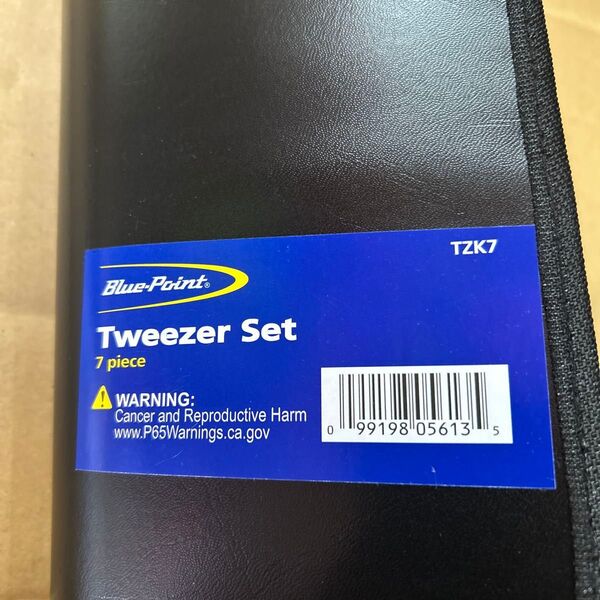 TZK7
Blue-Point®
Tweezer Set
7 piece
WARNING:
Cancer and Reproductive Harm
www.P65Warnings.ca.gov
0 99198 05613 5